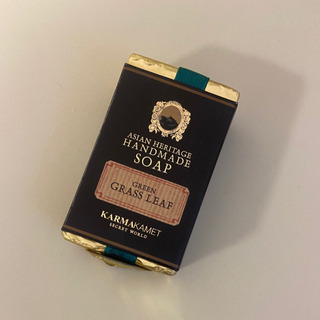 ASIAN HERITAGE
HANDMADE
SOAP
GREEN
GRASS LEAF
KARMAKAMET
SECRET WORLD